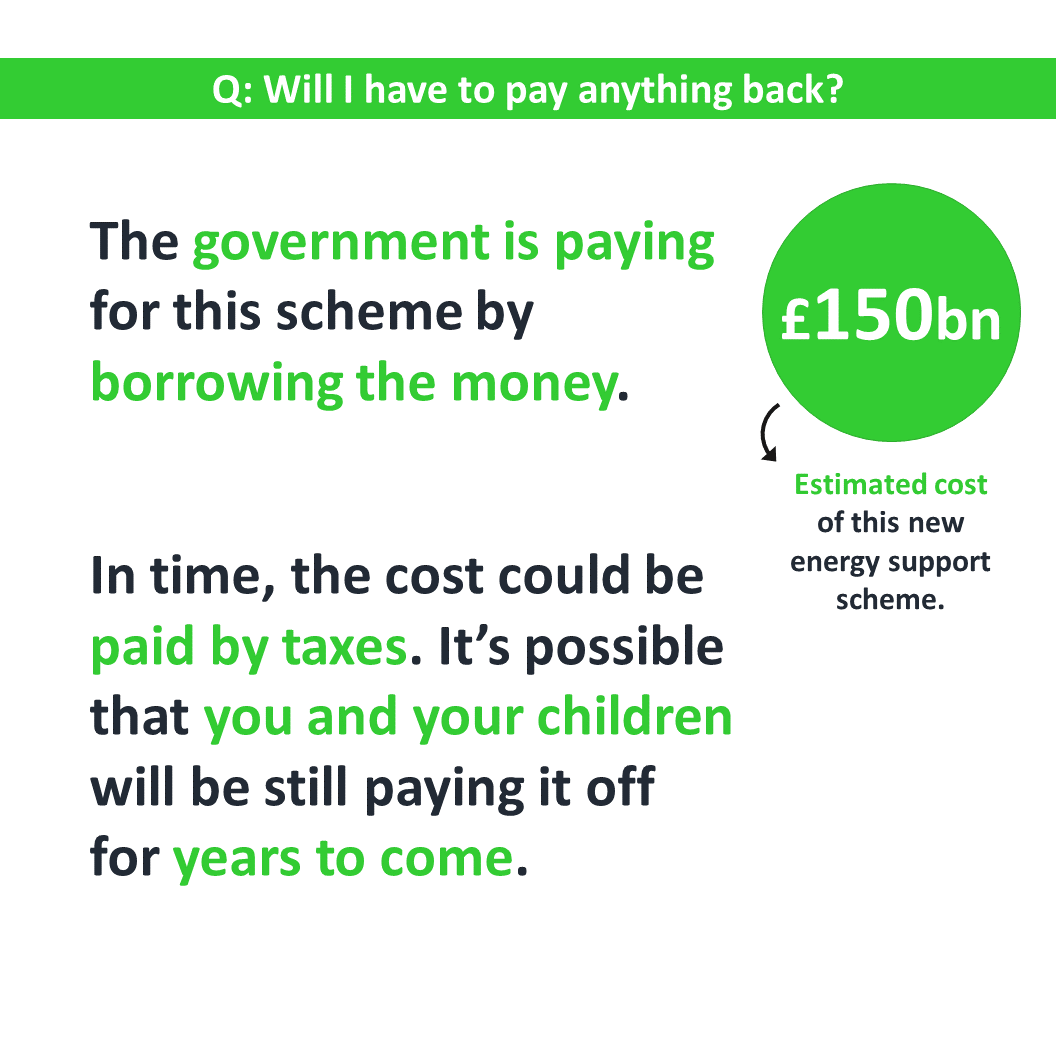 Q: Will I have to pay anything back?
The government is paying
for this scheme by
borrowing the money.
£150bn
Estimated cost
of this new
energy support
scheme.
In time, the cost could be
paid by taxes. It’s possible
that you and your children
will be still paying it off
for years to come.